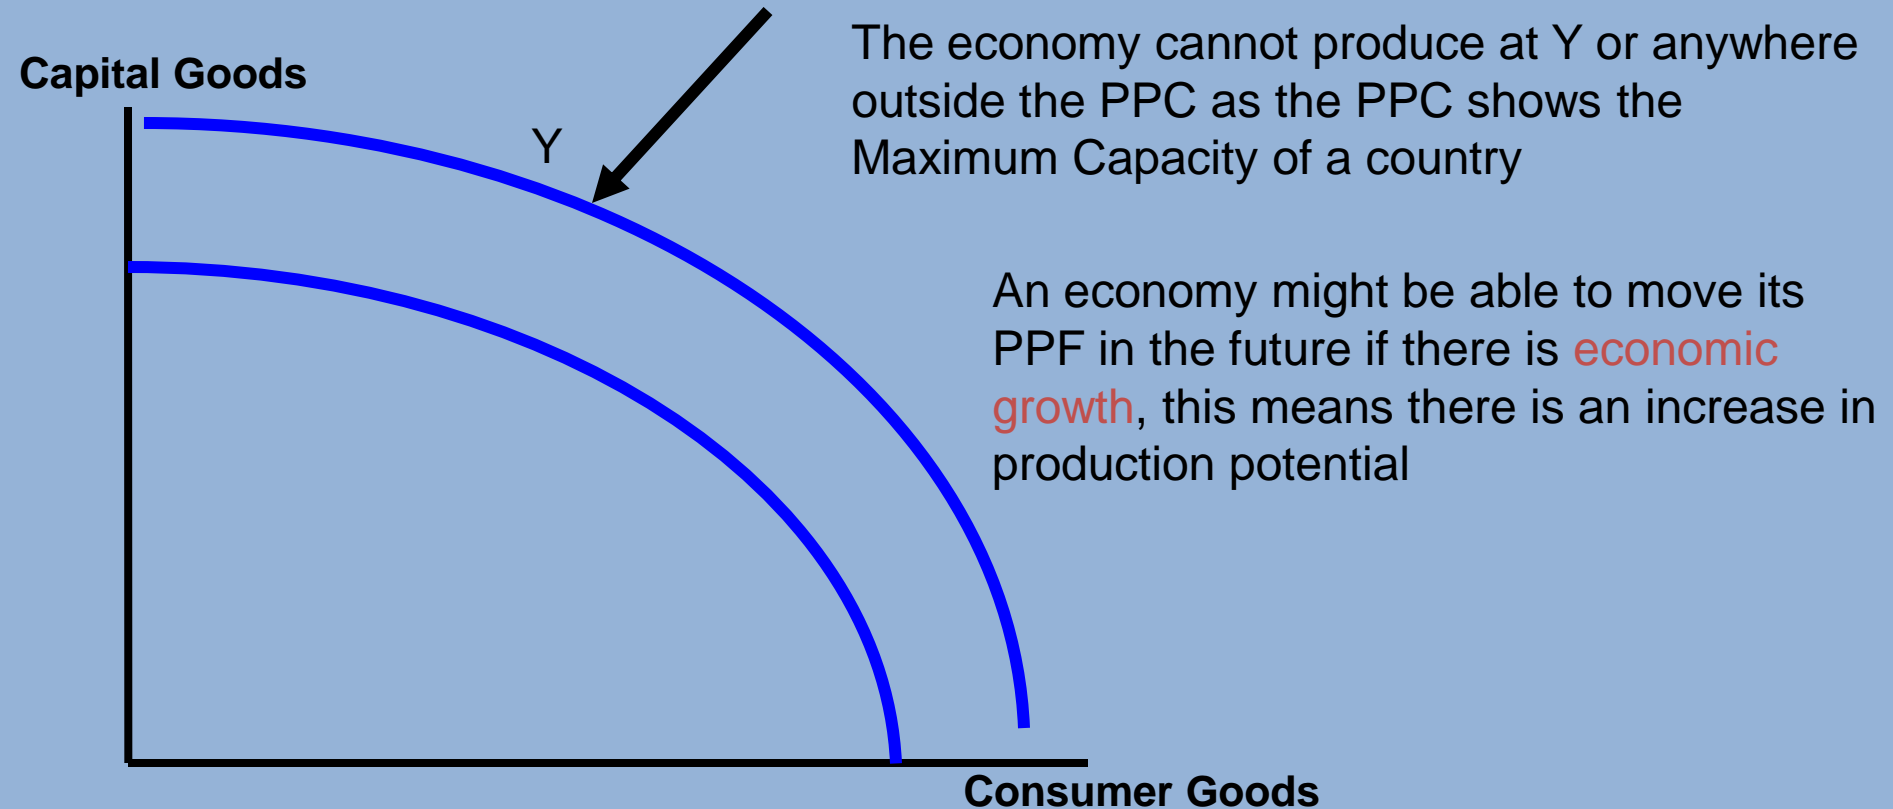 Capital Goods
Y
The economy cannot produce at Y or anywhere
outside the PPC as the PPC shows the
Maximum Capacity of a country
An economy might be able to move its
PPF in the future if there is economic
growth, this means there is an increase in
production potential
Consumer Goods